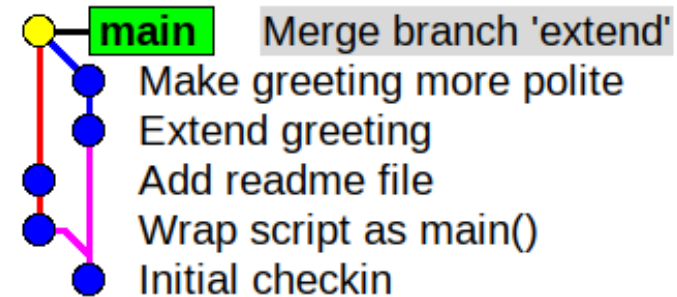 main Merge branch 'extend'
Make greeting more polite
Extend greeting
Add readme file
Wrap script as main()
Initial checkin